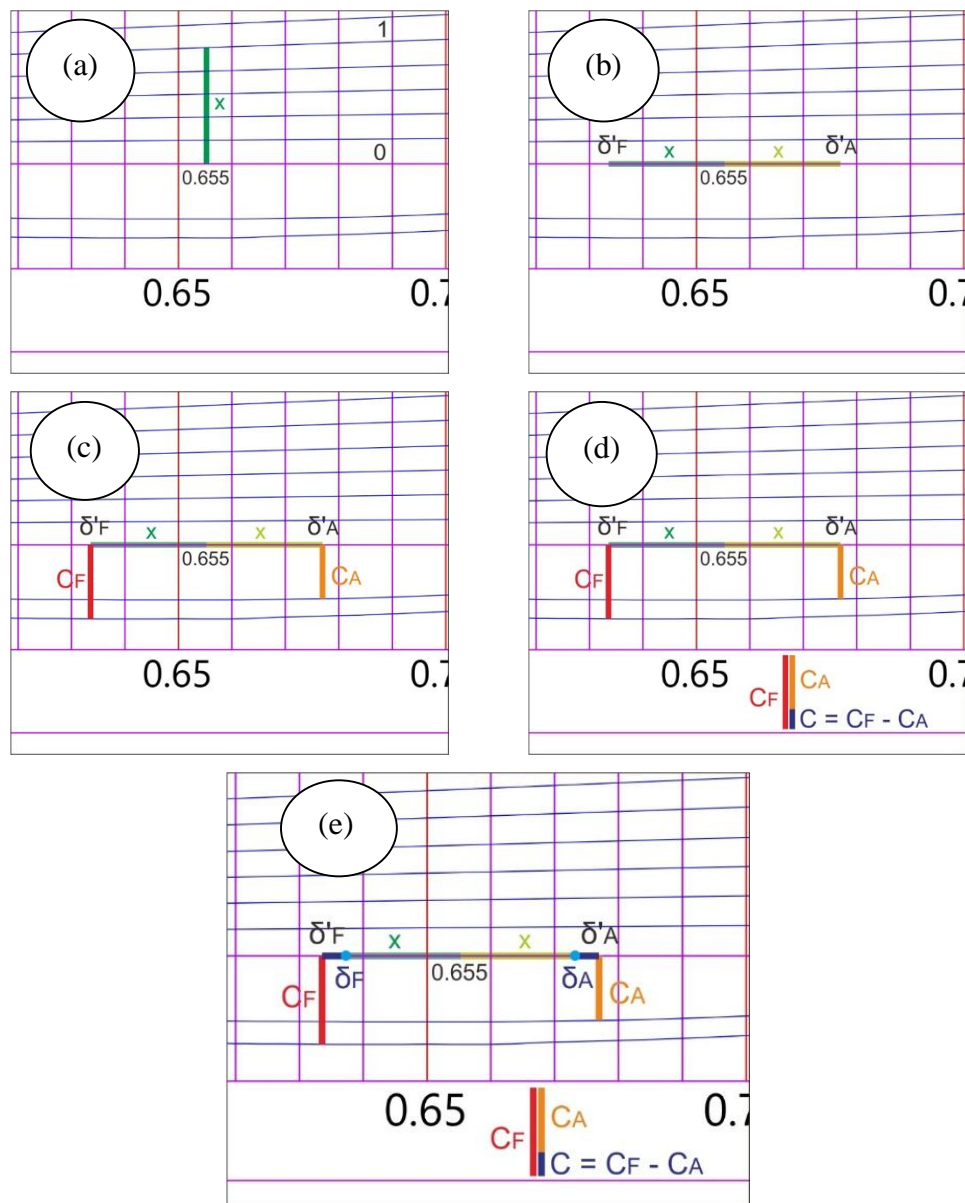 (a)
1
x
0
0.655
0.65
0.7
(b)
δ'F x x δ'A
0.655
0.65
0.7
(c)
δ'F x x δ'A
0.655
CF CA
0.65
0.7
(d)
δ'F x x δ'A
0.655
CF CA
0.65
0.7
CF CA
C = CF - CA
(e)
δ'F x x δ'A
δF 0.655 δA
CF CA
0.65
0.7
CF CA
C = CF - CA